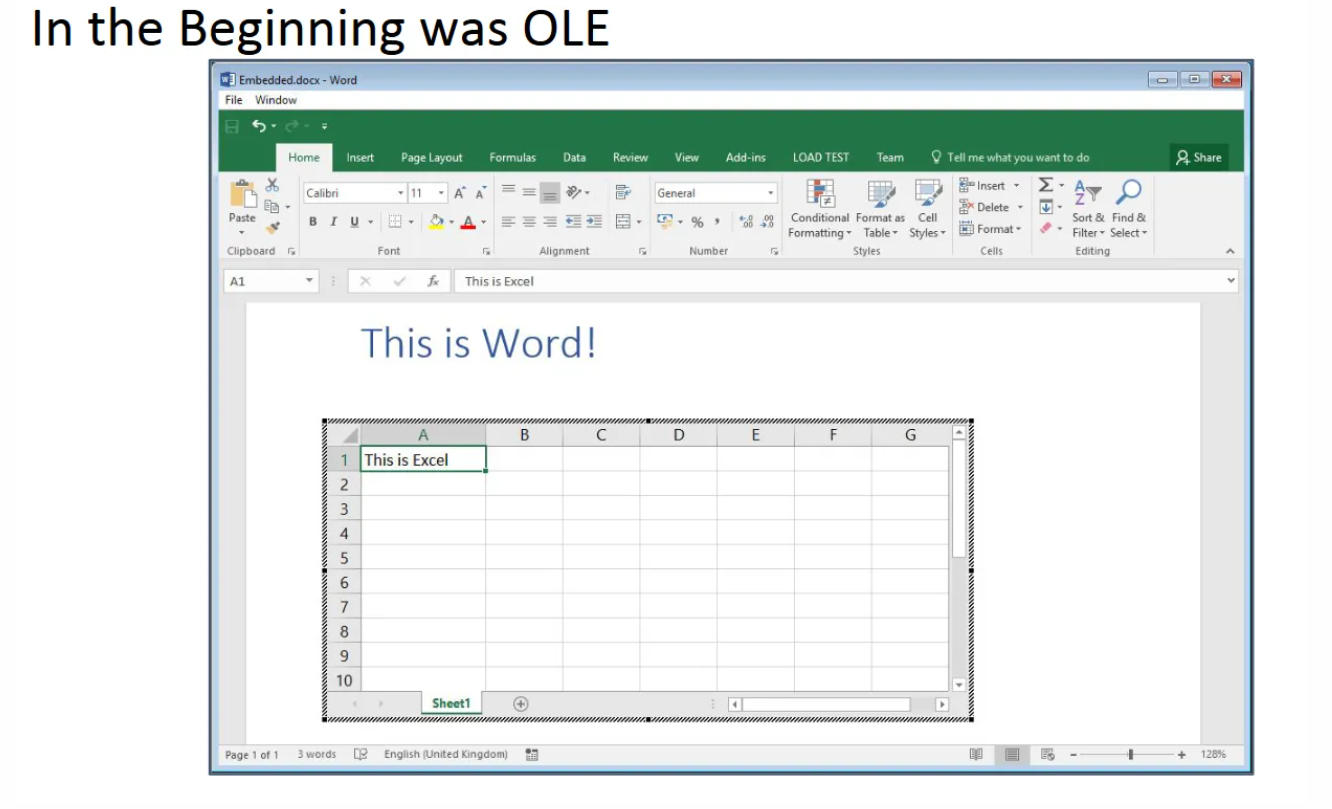 In the Beginning was OLE
Embedded.docx - Word
File Window
Home Insert Page Layout Formulas Data Review View Add-ins LOAD TEST Team Tell me what you want to do Share
Calibri 11 A A General Insert
Paste B I U A % , .0 .00 .00 .0 Conditional Formatting Format as Table Cell Styles Delete Format Σ A Z Sort & Filter Find & Select
Clipboard Font Alignment Number Styles Cells Editing
A1 fx This is Excel
This is Word!
A B C D E F G
1 This is Excel
2
3
4
5
6
7
8
9
10
Sheet1
Page 1 of 1 3 words English (United Kingdom) - + 128%